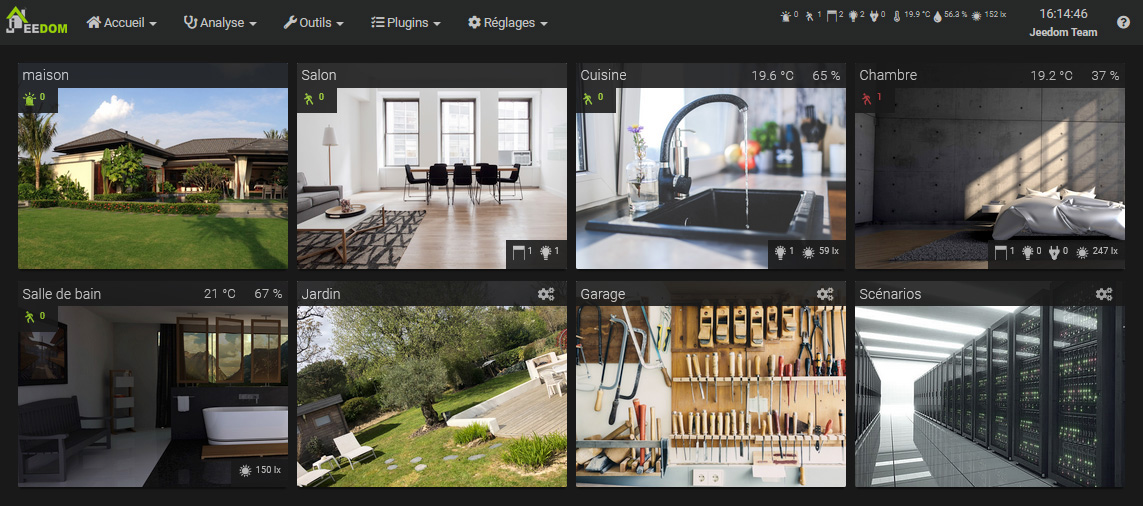 JEEDOM Accueil Analyse Outils Plugins Réglages 0 1 2 2 0 19.9 °C 56.3 % 152 lx 16:14:46
Jeedom Team
maison Salon Cuisine 19.6 °C 65 % Chambre 19.2 °C 37 %
0 0 0 1
1 1 1 59 lx 1 0 0 247 lx
Salle de bain 21 °C 67 % Jardin Garage Scénarios
0
150 lx